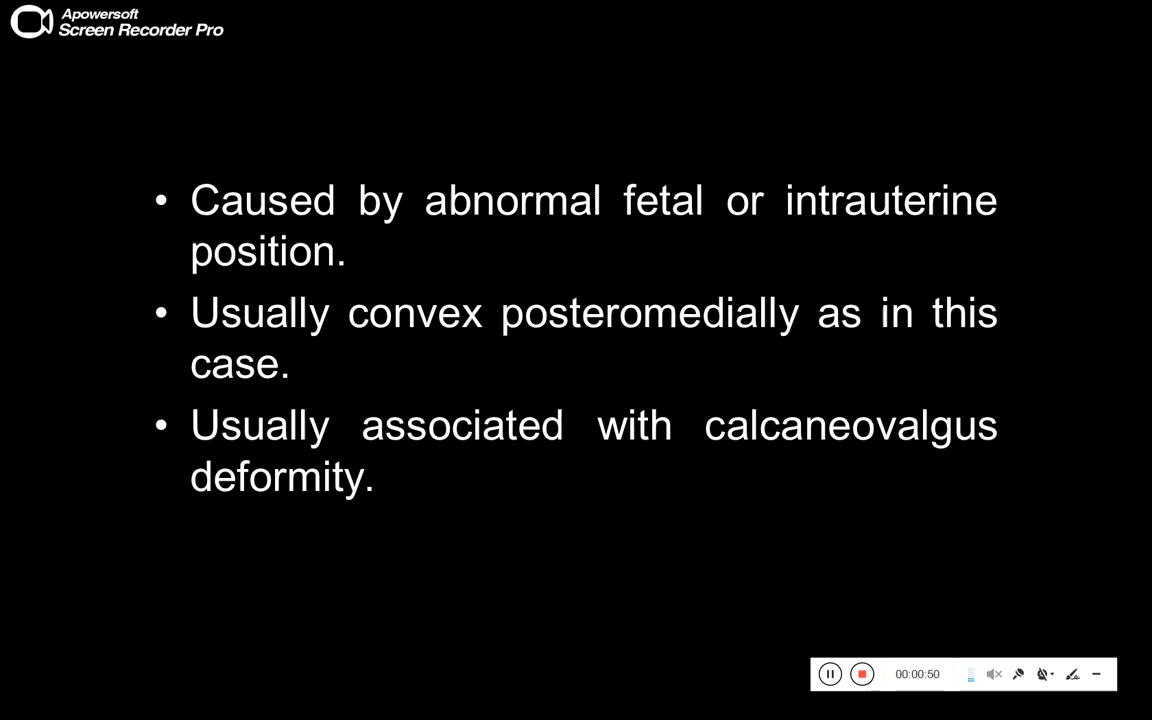 Apowersoft
Screen Recorder Pro
• Caused by abnormal fetal or intrauterine
position.
• Usually convex posteromedially as in this
case.
• Usually associated with calcaneovalgus
deformity.
00:00:50